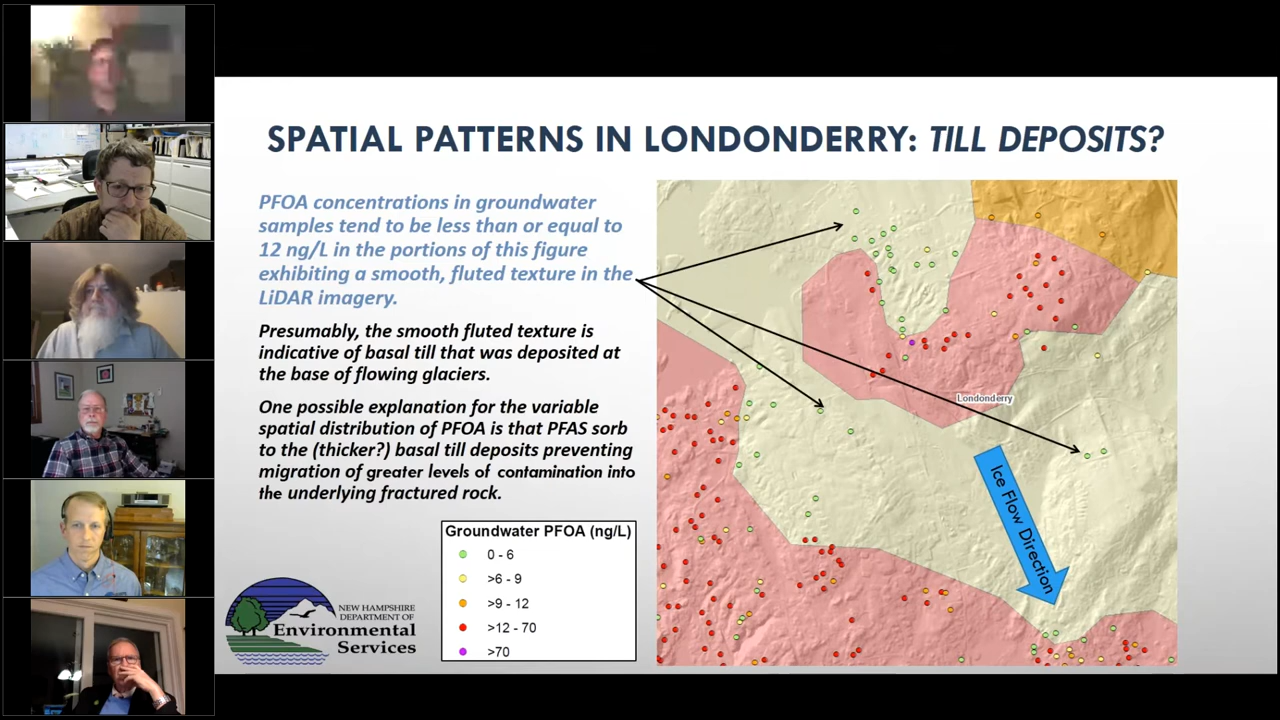 SPATIAL PATTERNS IN LONDONDERRY: TILL DEPOSITS?
PFOA concentrations in groundwater
samples tend to be less than or equal to
12 ng/L in the portions of this figure
exhibiting a smooth, fluted texture in the
LiDAR imagery.
Presumably, the smooth fluted texture is
indicative of basal till that was deposited at
the base of flowing glaciers.
One possible explanation for the variable
spatial distribution of PFOA is that PFAS sorb
to the (thicker?) basal till deposits preventing
migration of greater levels of contamination into
the underlying fractured rock.
Groundwater PFOA (ng/L)
0 - 6
>6 - 9
>9 - 12
>12 - 70
>70
NEW HAMPSHIRE
DEPARTMENT OF
Environmental
Services
Londonderry
Ice Flow Direction